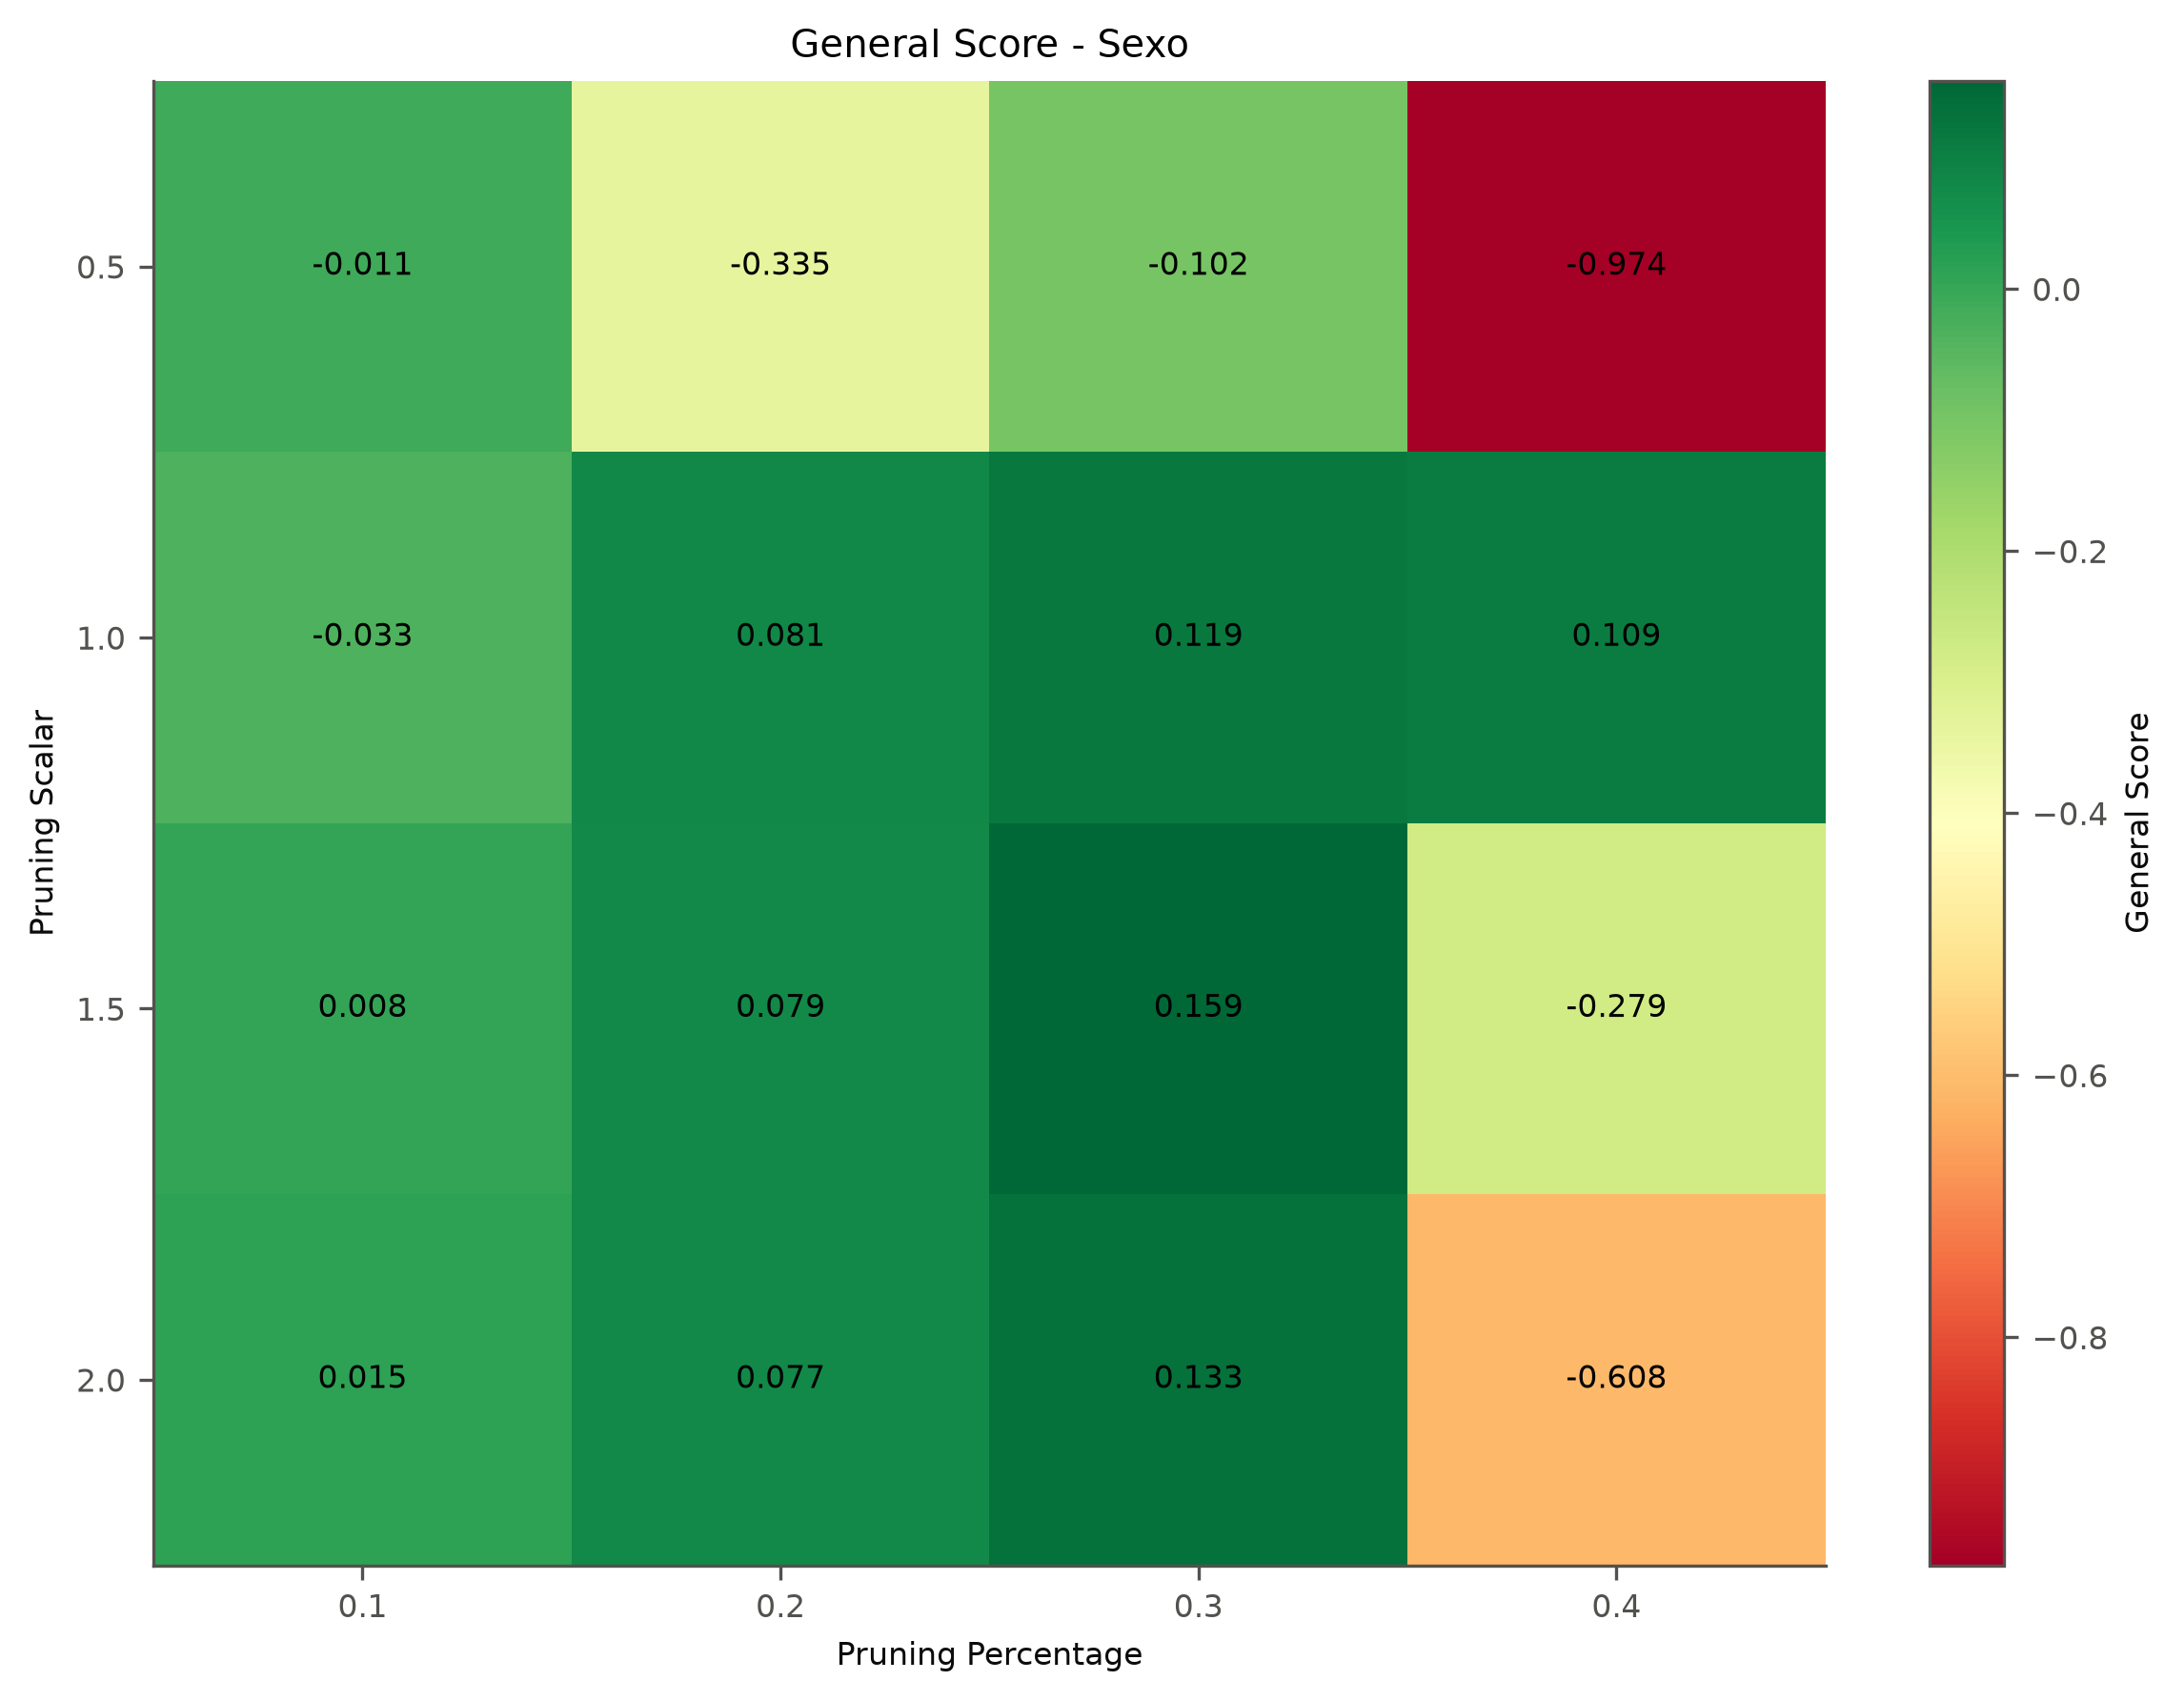 General Score - Sexo
0.5 -0.011 -0.335 -0.102 -0.974
1.0 -0.033 0.081 0.119 0.109
1.5 0.008 0.079 0.159 -0.279
2.0 0.015 0.077 0.133 -0.608
0.1 0.2 0.3 0.4
Pruning Percentage
Pruning Scalar
0.0
−0.2
−0.4
−0.6
−0.8
General Score